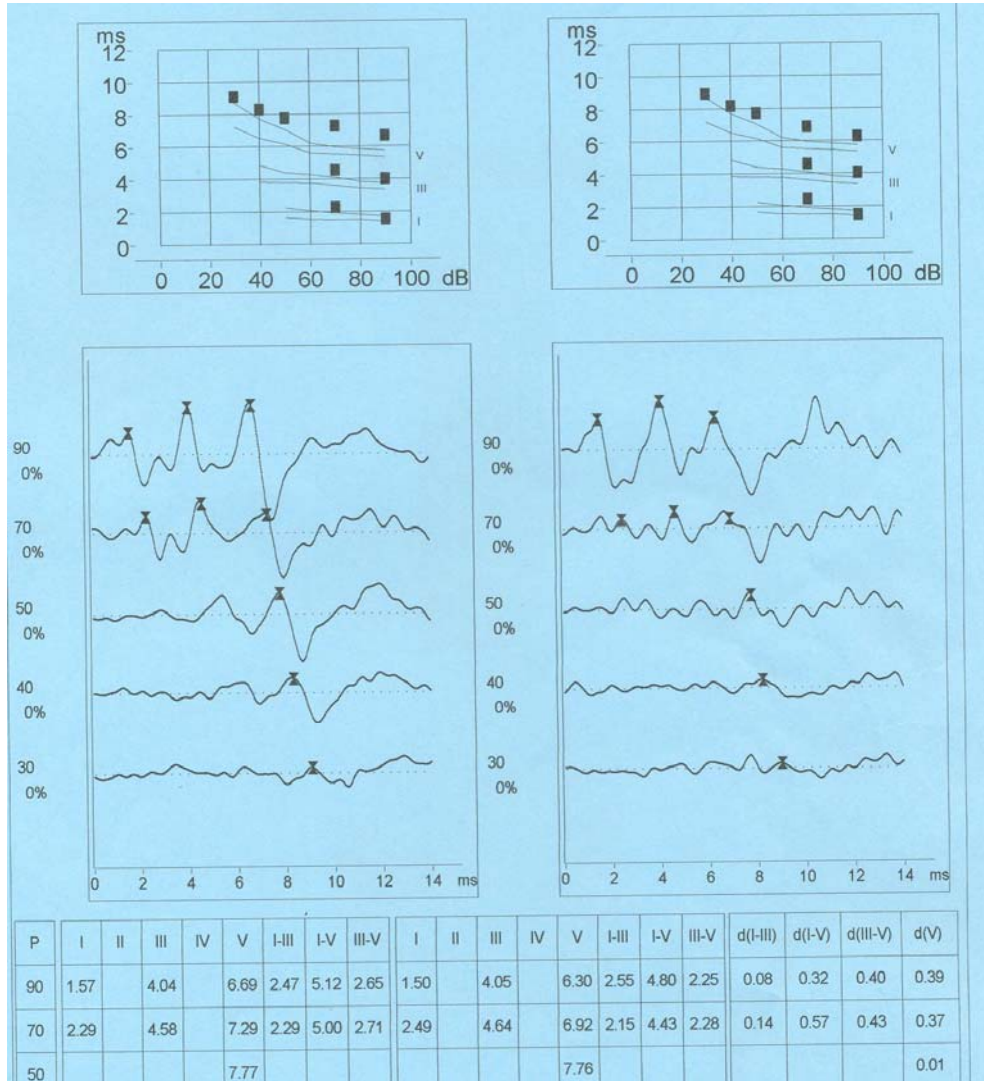 ms
12
10
8
6
4
2
0
V
III
I
0 20 40 60 80 100 dB
ms
12
10
8
6
4
2
0
V
III
I
0 20 40 60 80 100 dB
90
0%
70
0%
50
0%
40
0%
30
0%
0 2 4 6 8 10 12 14 ms
90
0%
70
0%
50
0%
40
0%
30
0%
0 2 4 6 8 10 12 14 ms
P I II III IV V I-III I-V III-V I II III IV V I-III I-V III-V d(I-III) d(I-V) d(III-V) d(V)
90 1.57 4.04 6.69 2.47 5.12 2.65 1.50 4.05 6.30 2.55 4.80 2.25 0.08 0.32 0.40 0.39
70 2.29 4.58 7.29 2.29 5.00 2.71 2.49 4.64 6.92 2.15 4.43 2.28 0.14 0.57 0.43 0.37
50 7.77 7.76 0.01